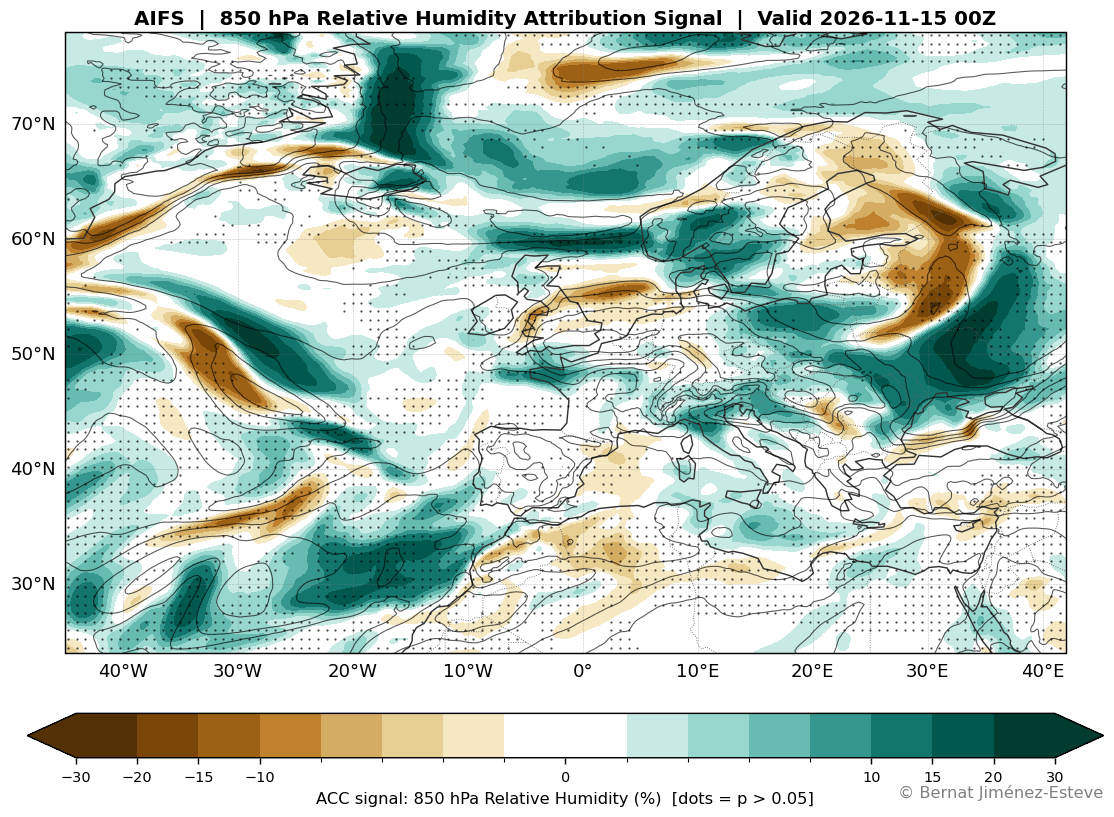 AIFS  |  850 hPa Relative Humidity Attribution Signal  |  Valid 2026-11-15 00Z
70°N
60°N
50°N
40°N
30°N
40°W 30°W 20°W 10°W 0° 10°E 20°E 30°E 40°E
−30 −20 −15 −10 0 10 15 20 30
ACC signal: 850 hPa Relative Humidity (%)  [dots = p > 0.05]
© Bernat Jiménez-Esteve